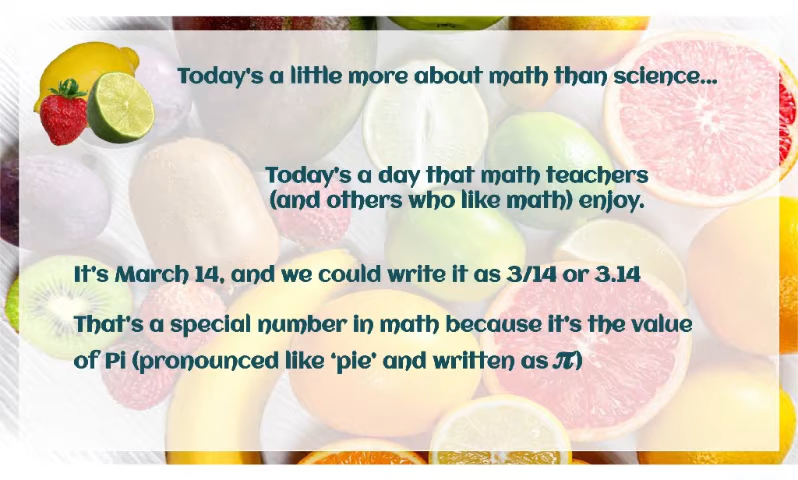 Today's a little more about math than science...
Today's a day that math teachers
(and others who like math) enjoy.
It's March 14, and we could write it as 3/14 or 3.14
That's a special number in math because it's the value
of Pi (pronounced like ‘pie’ and written as π)